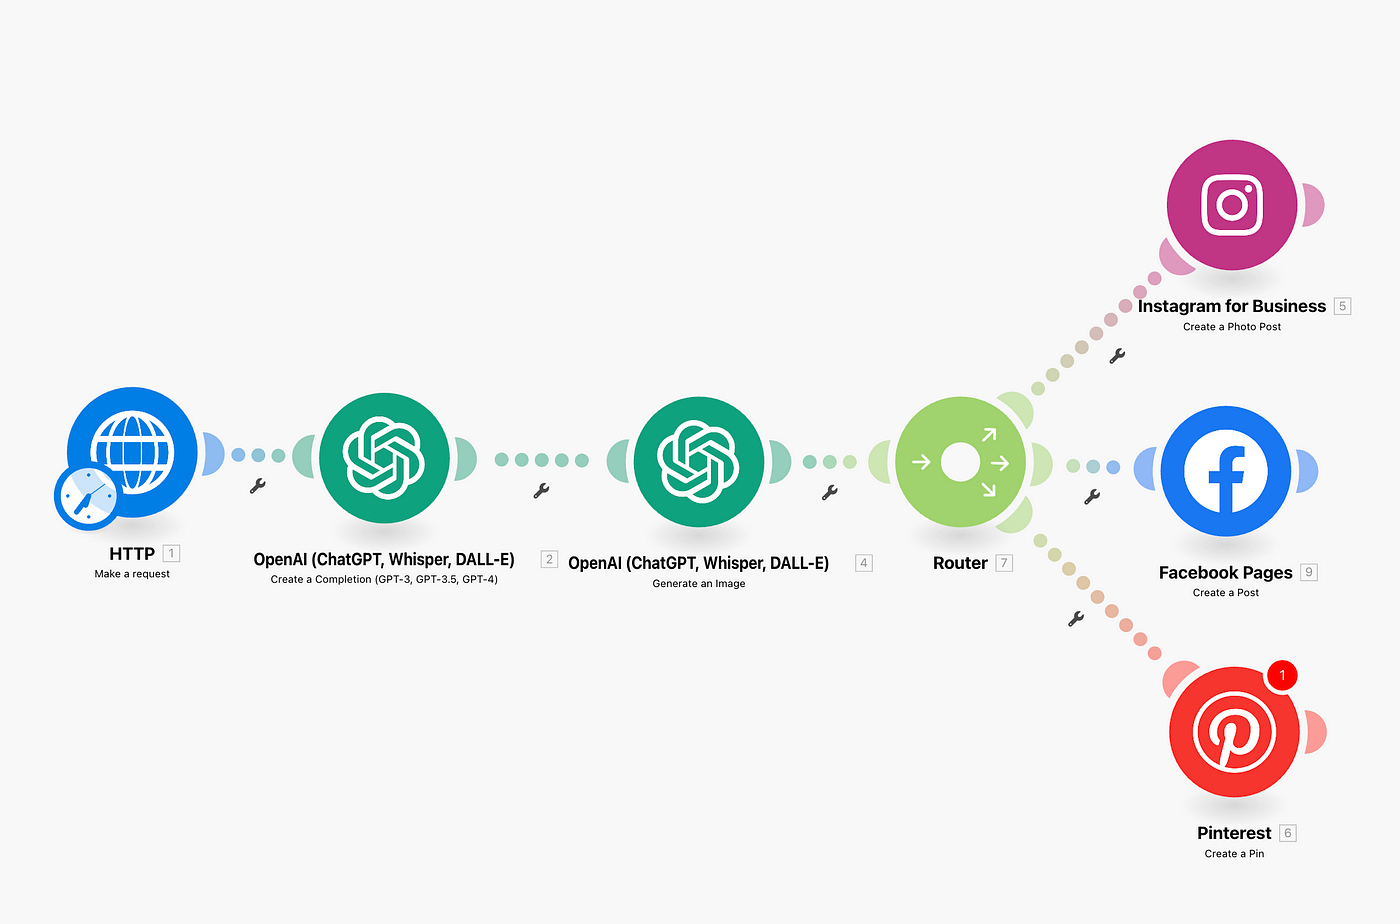 HTTP 1
Make a request
OpenAI (ChatGPT, Whisper, DALL-E) 2
Create a Completion (GPT-3, GPT-3.5, GPT-4)
OpenAI (ChatGPT, Whisper, DALL-E) 4
Generate an Image
Router 7
Instagram for Business 5
Create a Photo Post
Facebook Pages 9
Create a Post
1
Pinterest 6
Create a Pin